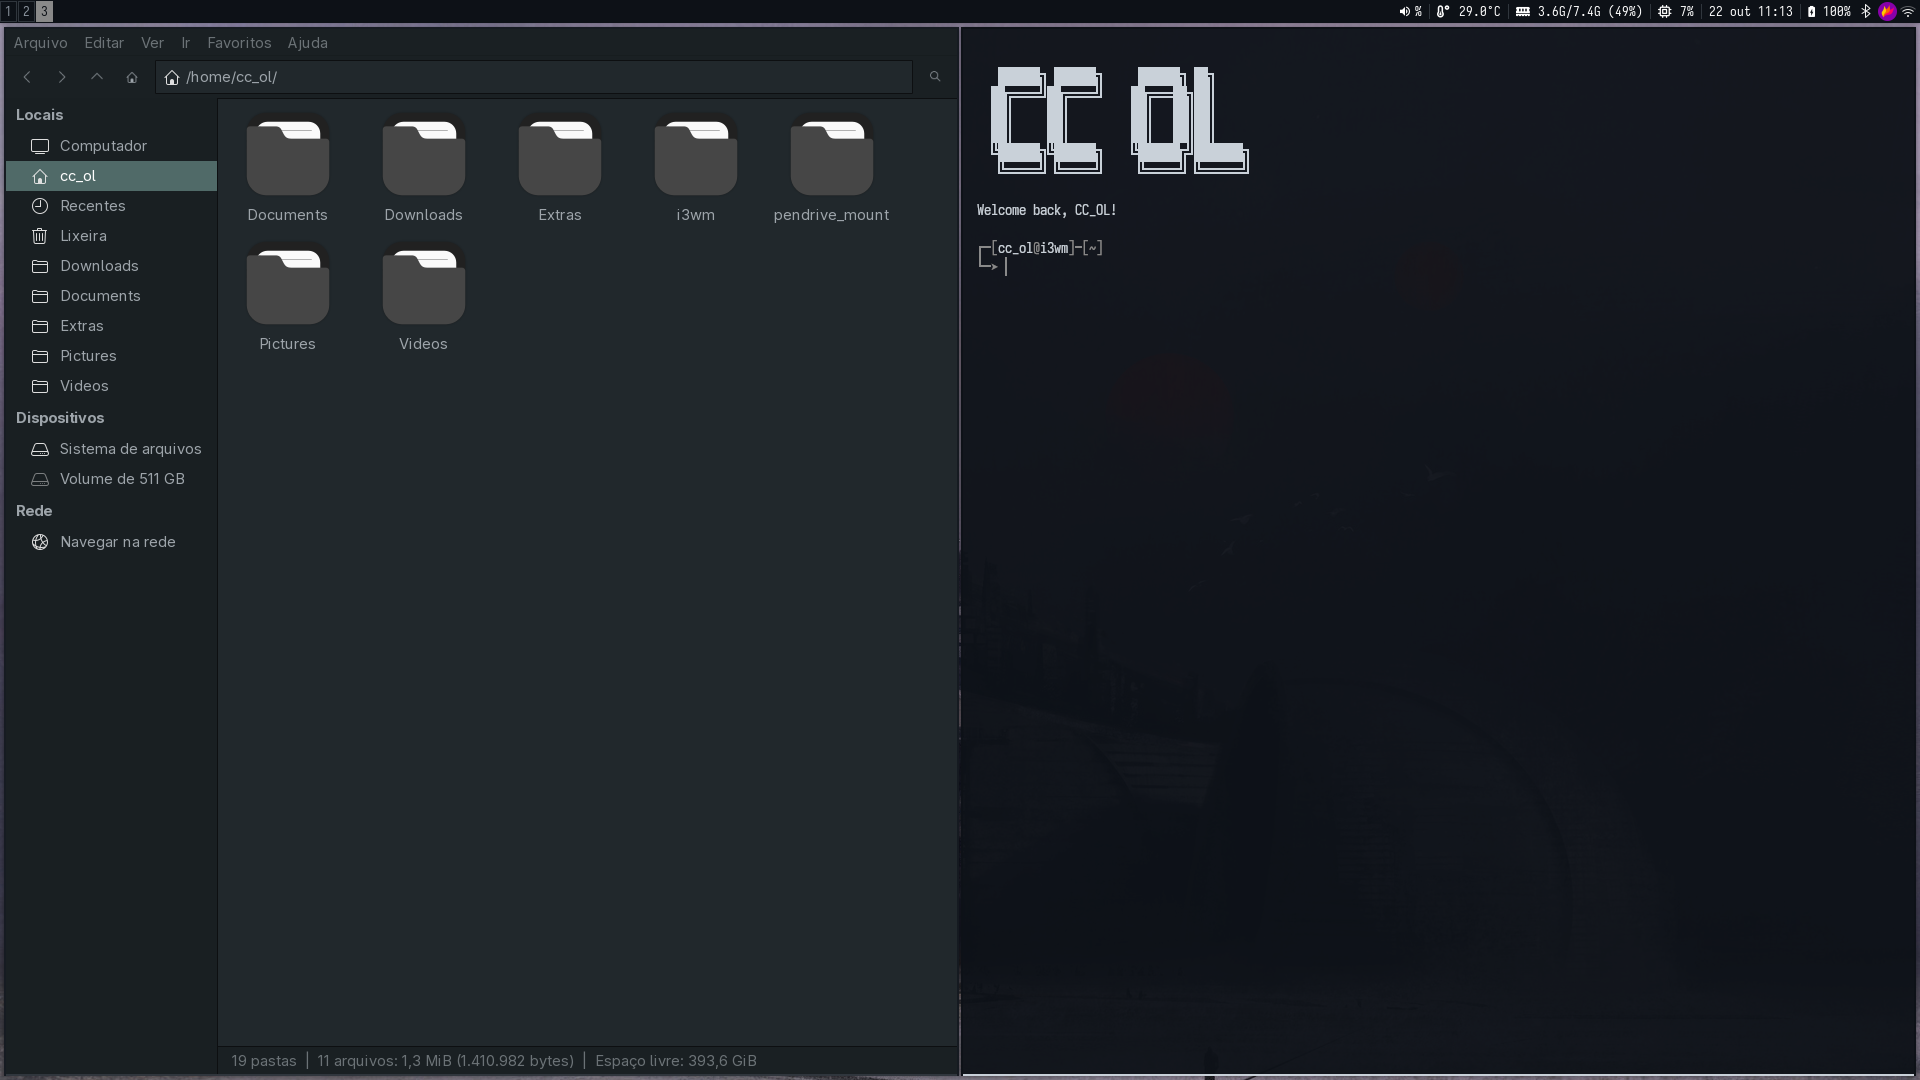 1 2 3
% 29.0°C 3.6G/7.4G (49%) 7% 22 out 11:13 100%
Arquivo Editar Ver Ir Favoritos Ajuda
/home/cc_ol/
Locais
Computador
cc_ol
Recentes
Lixeira
Downloads
Documents
Extras
Pictures
Videos
Dispositivos
Sistema de arquivos
Volume de 511 GB
Rede
Navegar na rede
Documents Downloads Extras i3wm pendrive_mount
Pictures Videos
19 pastas | 11 arquivos: 1,3 MiB (1.410.982 bytes) | Espaço livre: 393,6 GiB
CC OL
Welcome back, CC_OL!
┌─[cc_ol@i3wm]─[~]
└─➤